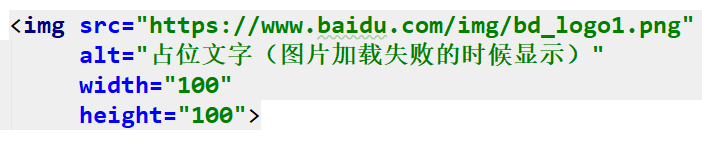 <img src="https://www.baidu.com/img/bd_logo1.png"
alt="占位文字（图片加载失败的时候显示）"
width="100"
height="100">